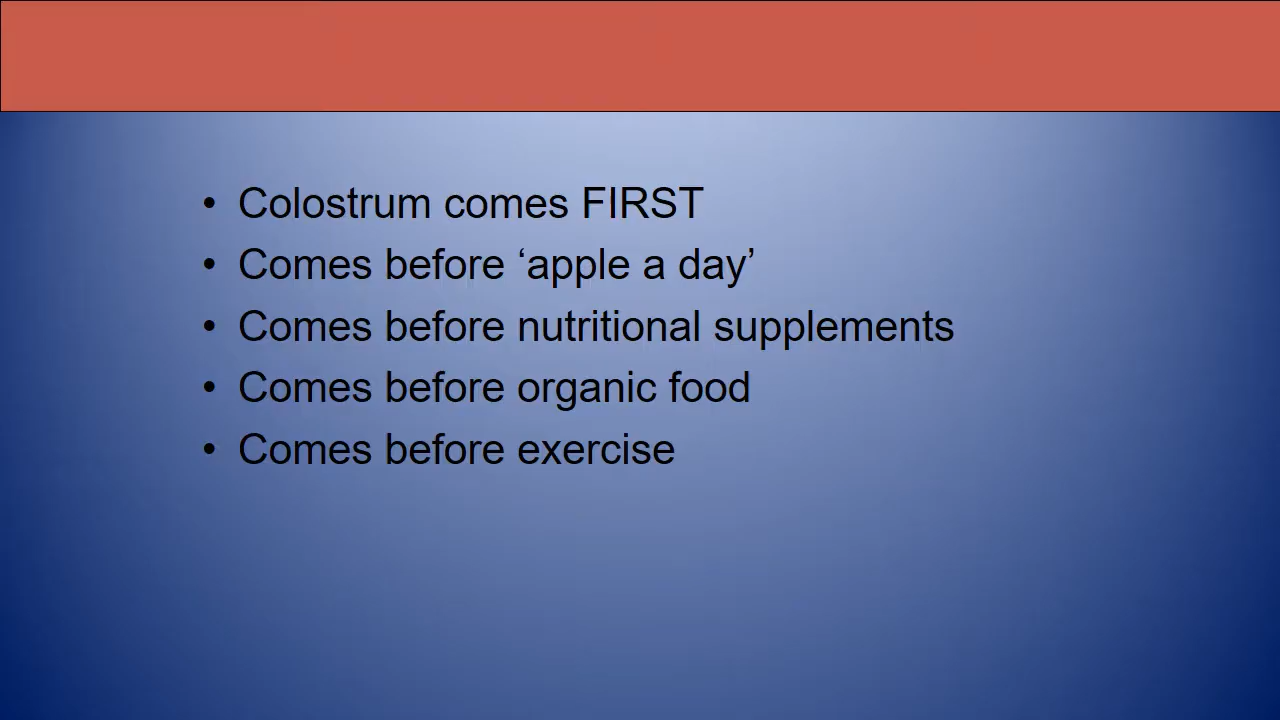 • Colostrum comes FIRST
• Comes before ‘apple a day’
• Comes before nutritional supplements
• Comes before organic food
• Comes before exercise